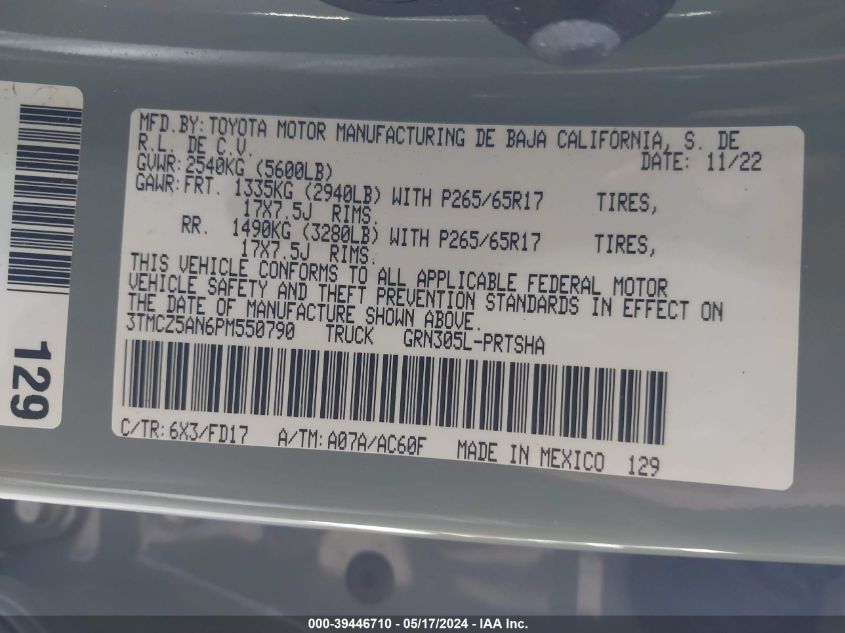 MFD.BY:TOYOTA MOTOR MANUFACTURING DE BAJA CALIFORNIA, S. DE
R.L. DE C.V. DATE: 11/22
GVWR:2540KG (5600LB)
GAWR:FRT. 1335KG (2940LB) WITH P265/65R17 TIRES,
17X7.5J RIMS.
RR. 1490KG (3280LB) WITH P265/65R17 TIRES,
17X7.5J RIMS.
THIS VEHICLE CONFORMS TO ALL APPLICABLE FEDERAL MOTOR
VEHICLE SAFETY AND THEFT PREVENTION STANDARDS IN EFFECT ON
THE DATE OF MANUFACTURE SHOWN ABOVE.
3TMCZ5AN6PM550790 TRUCK GRN305L-PRTSHA
C/TR:6X3/FD17 A/TM:A07A/AC60F MADE IN MEXICO 129
129
000-39446710 - 05/17/2024 - IAA Inc.